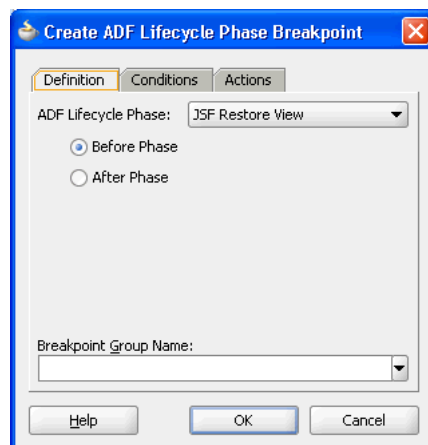 Create ADF Lifecycle Phase Breakpoint
Definition Conditions Actions
ADF Lifecycle Phase: JSF Restore View
Before Phase
After Phase
Breakpoint Group Name:
Help OK Cancel